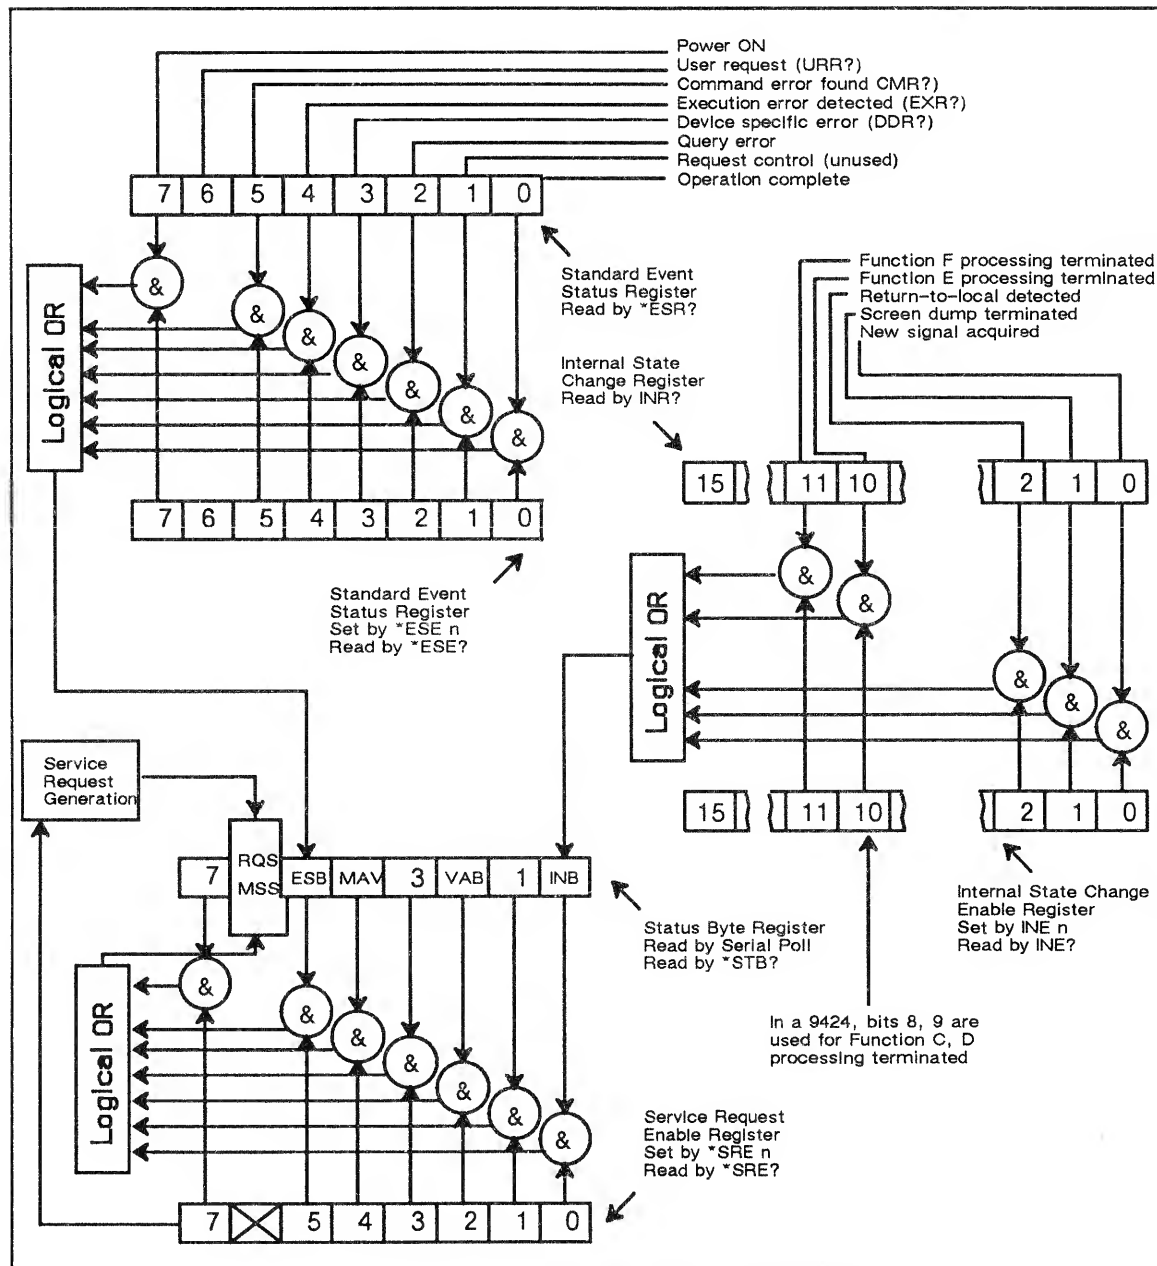 Power ON
User request (URR?)
Command error found CMR?)
Execution error detected (EXR?)
Device specific error (DDR?)
Query error
Request control (unused)
Operation complete
7 6 5 4 3 2 1 0
Standard Event
Status Register
Read by *ESR?
& & & & & & &
Logical OR
7 6 5 4 3 2 1 0
Standard Event
Status Register
Set by *ESE n
Read by *ESE?
Function F processing terminated
Function E processing terminated
Return-to-local detected
Screen dump terminated
New signal acquired
Internal State
Change Register
Read by INR?
15 11 10 2 1 0
& & & & &
Logical OR
15 11 10 2 1 0
Internal State Change
Enable Register
Set by INE n
Read by INE?
In a 9424, bits 8, 9 are
used for Function C, D
processing terminated
Service
Request
Generation
7 RQS MSS ESB MAV 3 VAB 1 INB
Status Byte Register
Read by Serial Poll
Read by *STB?
& & & & & & &
Logical OR
Service Request
Enable Register
Set by *SRE n
Read by *SRE?
7 5 4 3 2 1 0